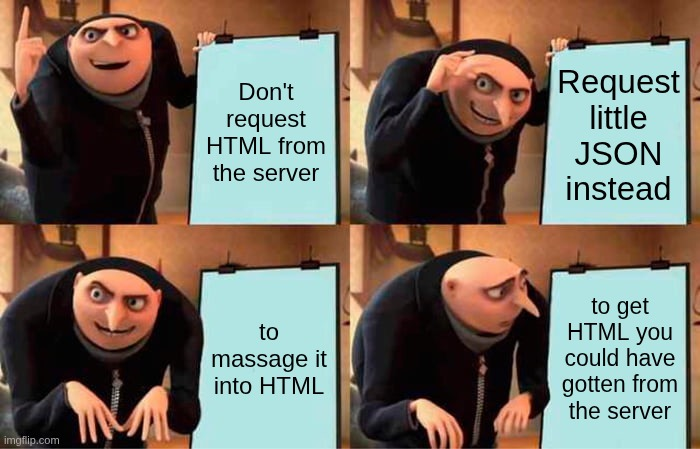 Don't
request
HTML from
the server
Request
little
JSON
instead
to
massage it
into HTML
to get
HTML you
could have
gotten from
the server
imgflip.com